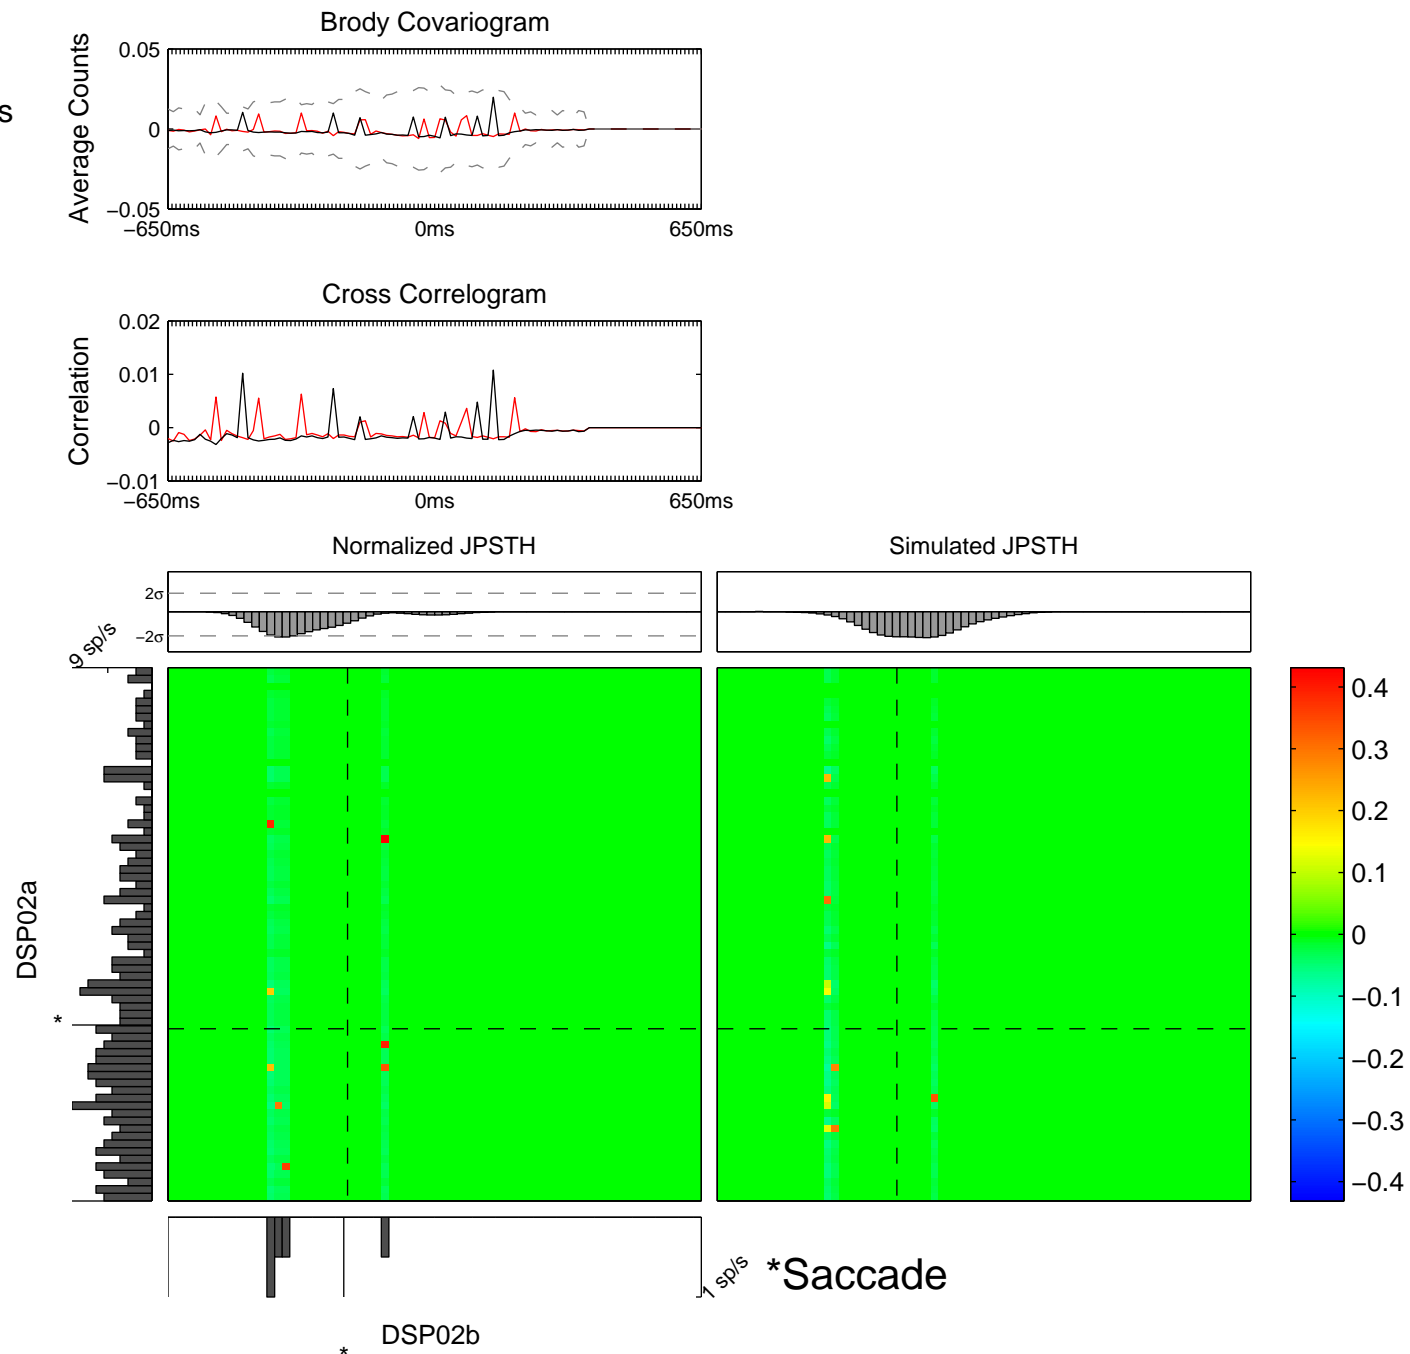 Brody Covariogram
s
Average Counts
0.05
0
−0.05
−650ms
0ms
650ms
Cross Correlogram
Correlation
0.02
0.01
0
−0.01
−650ms
0ms
650ms
Normalized JPSTH
Simulated JPSTH
2σ
−2σ
9 sp/s
DSP02a
*
0.4
0.3
0.2
0.1
0
−0.1
−0.2
−0.3
−0.4
1 sp/s
*Saccade
DSP02b
*